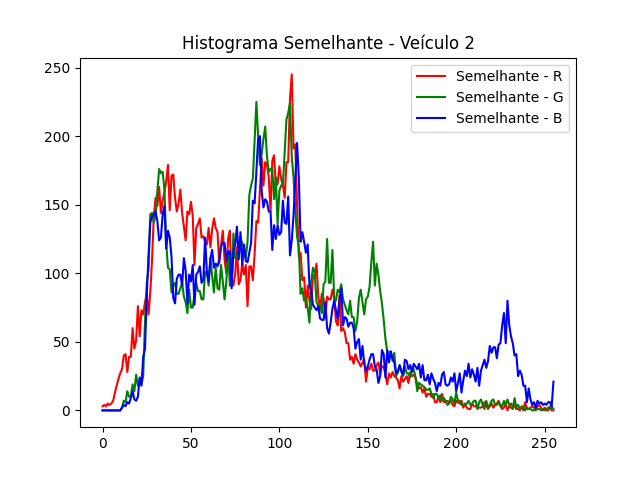 Histograma Semelhante - Veículo 2
Semelhante - R
Semelhante - G
Semelhante - B
250
200
150
100
50
0
0 50 100 150 200 250